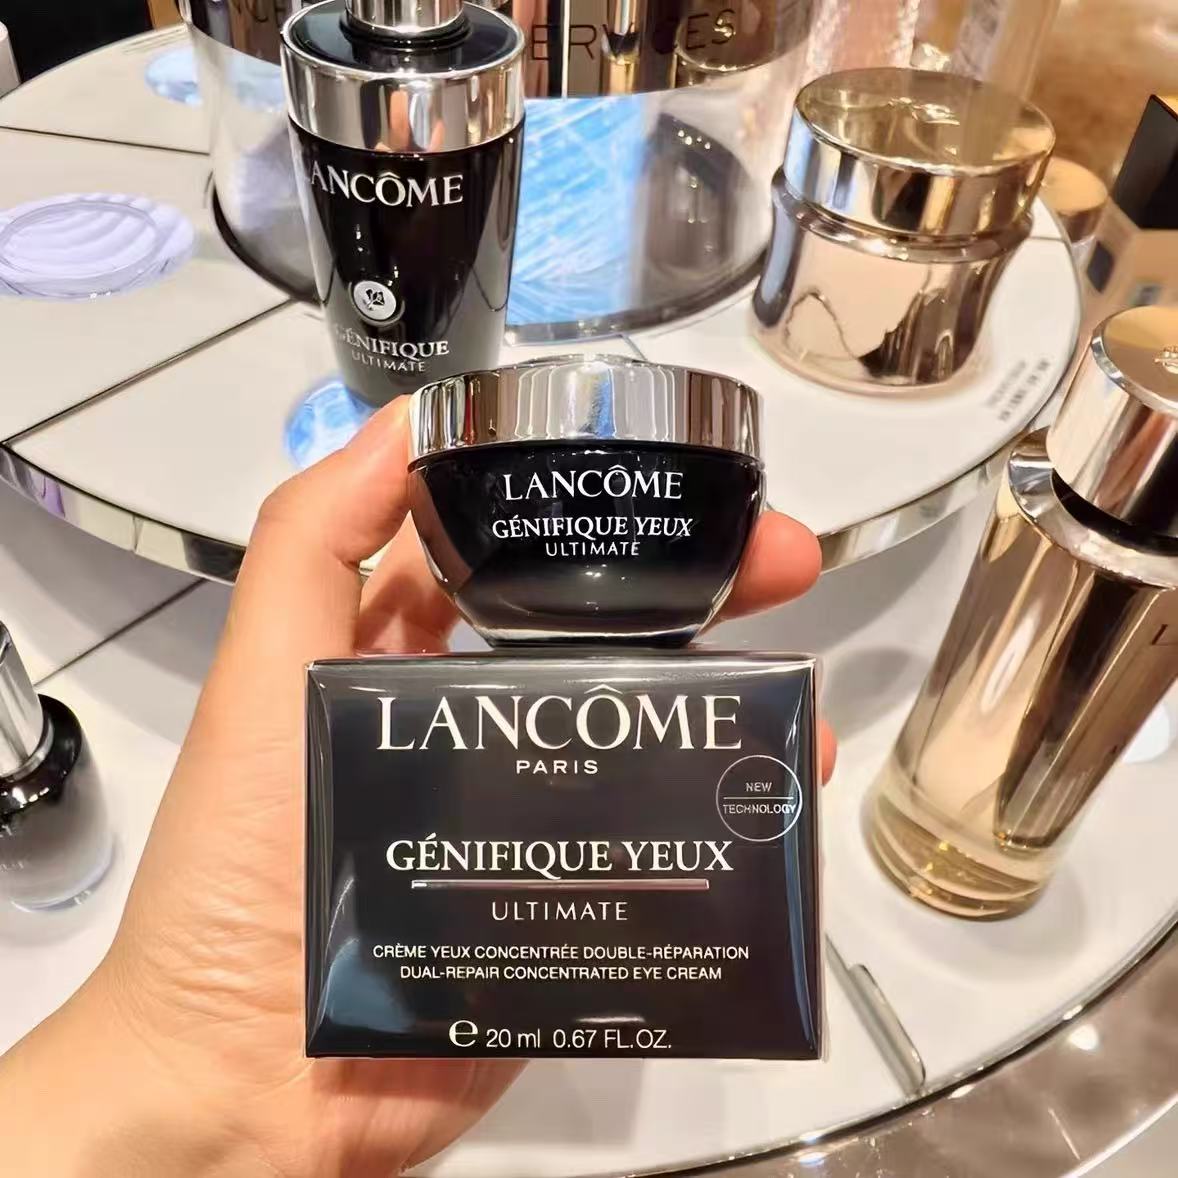 ERVICES
LANCÔME
GÉNIFIQUE
ULTIMATE
LANCÔME
GÉNIFIQUE YEUX
ULTIMATE
LANCÔME
PARIS
NEW
TECHNOLOGY
GÉNIFIQUE YEUX
ULTIMATE
CRÈME YEUX CONCENTRÉE DOUBLE-RÉPARATION
DUAL-REPAIR CONCENTRATED EYE CREAM
e 20 ml 0.67 FL.OZ.